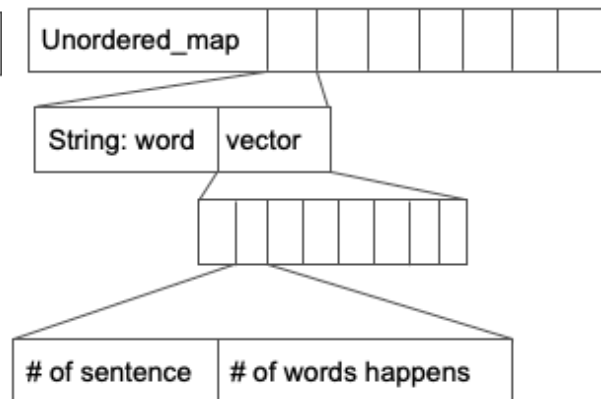 Unordered_map
String: word vector
# of sentence # of words happens